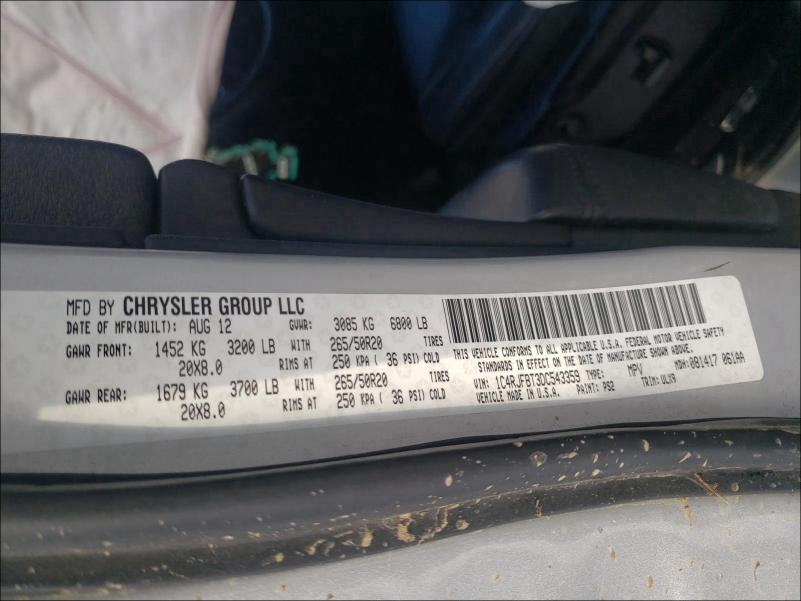 MFD BY CHRYSLER GROUP LLC
DATE OF MFR(BUILT): AUG 12 GVWR: 3085 KG 6800 LB
GAWR FRONT: 1452 KG 3200 LB WITH 265/50R20 TIRES
20X8.0 RIMS AT 250 KPA ( 36 PSI) COLD
GAWR REAR: 1679 KG 3700 LB WITH 265/50R20 TIRES
20X8.0 RIMS AT 250 KPA ( 36 PSI) COLD
THIS VEHICLE CONFORMS TO ALL APPLICABLE U.S.A. FEDERAL MOTOR VEHICLE SAFETY
STANDARDS IN EFFECT ON THE DATE OF MANUFACTURE SHOWN ABOVE.
VIN: 1C4RJFBT3DC543359 TYPE: MPV MDH: 081417 061AA
VEHICLE MADE IN U.S.A. PAINT: PS2 TRIM: ULX9